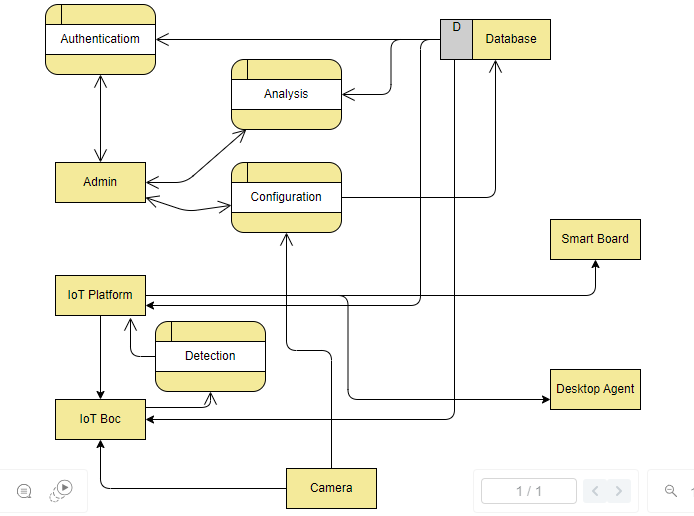 Authenticatiom
D
Database
Analysis
Admin
Configuration
Smart Board
IoT Platform
Detection
Desktop Agent
IoT Boc
Camera
1 / 1